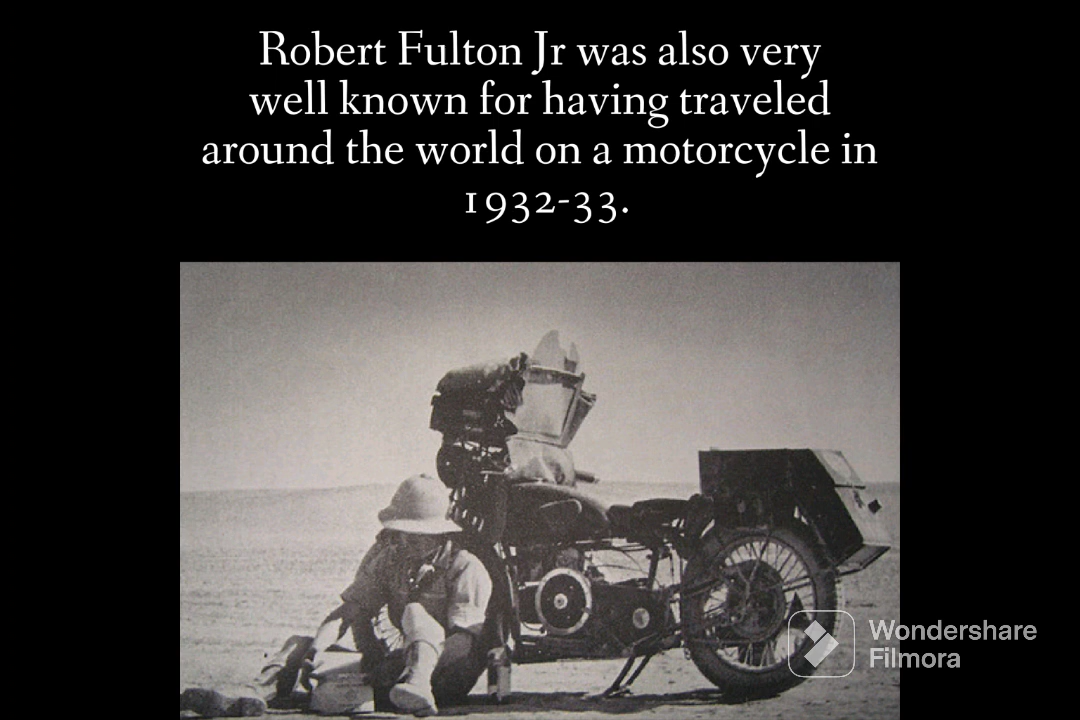 Robert Fulton Jr was also very
well known for having traveled
around the world on a motorcycle in
1932-33.
Wondershare
Filmora